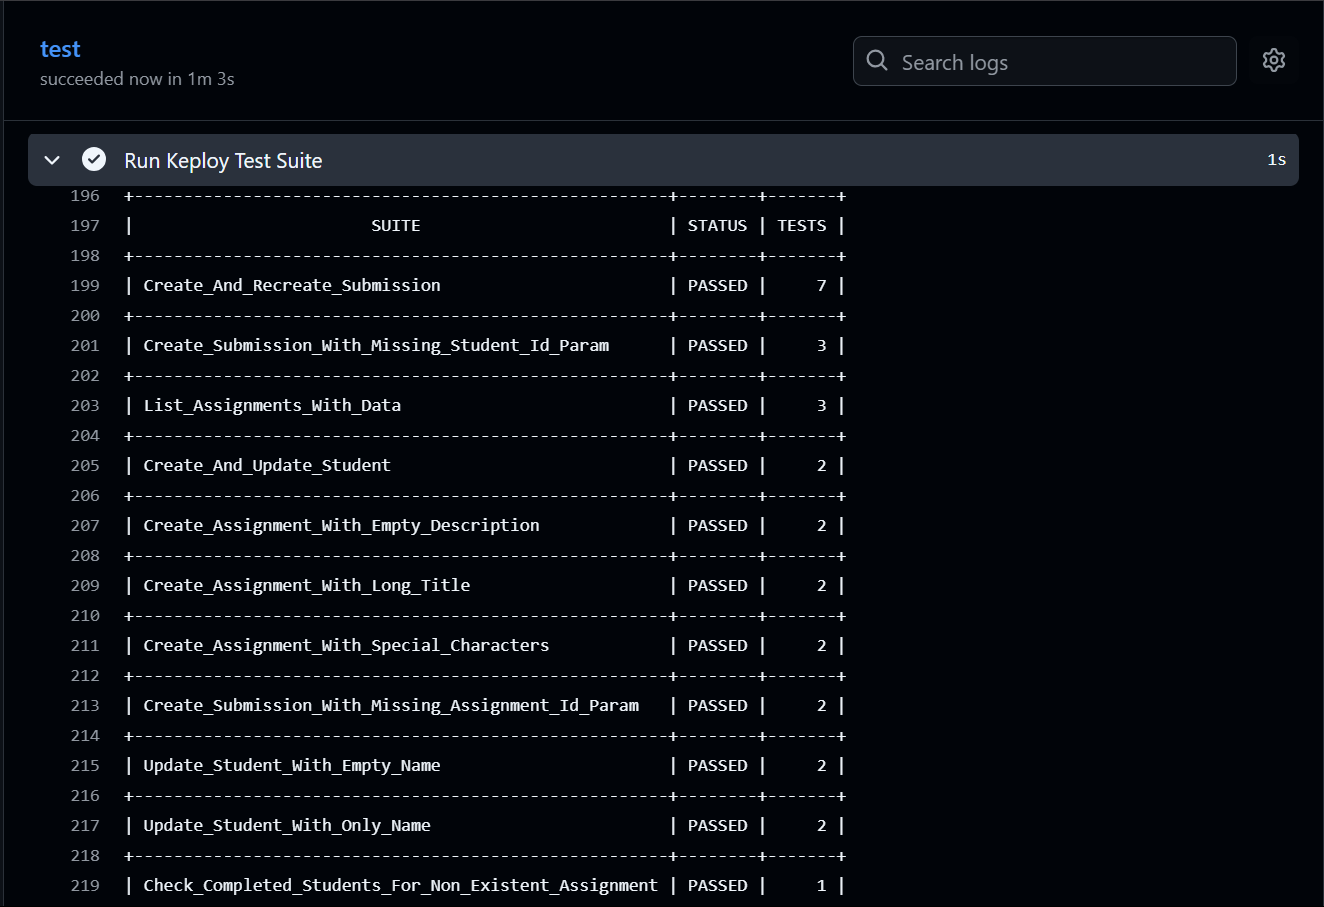 test
succeeded now in 1m 3s
Search logs
Run Keploy Test Suite 1s
196 +------------------------------------------------------+--------+-------+
197 | SUITE | STATUS | TESTS |
198 +------------------------------------------------------+--------+-------+
199 | Create_And_Recreate_Submission | PASSED | 7 |
200 +------------------------------------------------------+--------+-------+
201 | Create_Submission_With_Missing_Student_Id_Param | PASSED | 3 |
202 +------------------------------------------------------+--------+-------+
203 | List_Assignments_With_Data | PASSED | 3 |
204 +------------------------------------------------------+--------+-------+
205 | Create_And_Update_Student | PASSED | 2 |
206 +------------------------------------------------------+--------+-------+
207 | Create_Assignment_With_Empty_Description | PASSED | 2 |
208 +------------------------------------------------------+--------+-------+
209 | Create_Assignment_With_Long_Title | PASSED | 2 |
210 +------------------------------------------------------+--------+-------+
211 | Create_Assignment_With_Special_Characters | PASSED | 2 |
212 +------------------------------------------------------+--------+-------+
213 | Create_Submission_With_Missing_Assignment_Id_Param | PASSED | 2 |
214 +------------------------------------------------------+--------+-------+
215 | Update_Student_With_Empty_Name | PASSED | 2 |
216 +------------------------------------------------------+--------+-------+
217 | Update_Student_With_Only_Name | PASSED | 2 |
218 +------------------------------------------------------+--------+-------+
219 | Check_Completed_Students_For_Non_Existent_Assignment | PASSED | 1 |